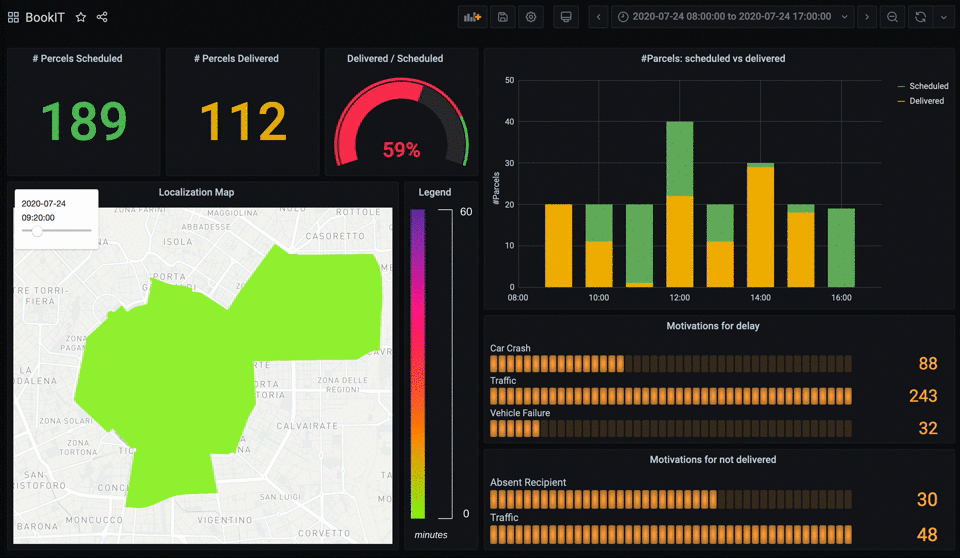 BookIT
2020-07-24 08:00:00 to 2020-07-24 17:00:00
# Percels Scheduled
189
# Percels Delivered
112
Delivered / Scheduled
59%
#Parcels: scheduled vs delivered
50
40
30
20
10
0
#Parcels
08:00
10:00
12:00
14:00
16:00
Scheduled
Delivered
Localization Map
2020-07-24
09:20:00
ZONA FARINI
MAGGIOLINA
ABBADESSE
ROTTOLE
ISOLA
CASORETTO
PORTA
TRE TORRI-
FIERA
ZONA
LA
ZONA DELLE
REGIONI
ZONA SOLARI
CALVAIRATE
ZONA
TORTONA
SAN
CRISTOFORO
SAN LUIGI
BARONA
MONCUCCO
VIGENTINO
CORVETTO
Legend
60
0
minutes
Motivations for delay
Car Crash
88
Traffic
243
Vehicle Failure
32
Motivations for not delivered
Absent Recipient
30
Traffic
48